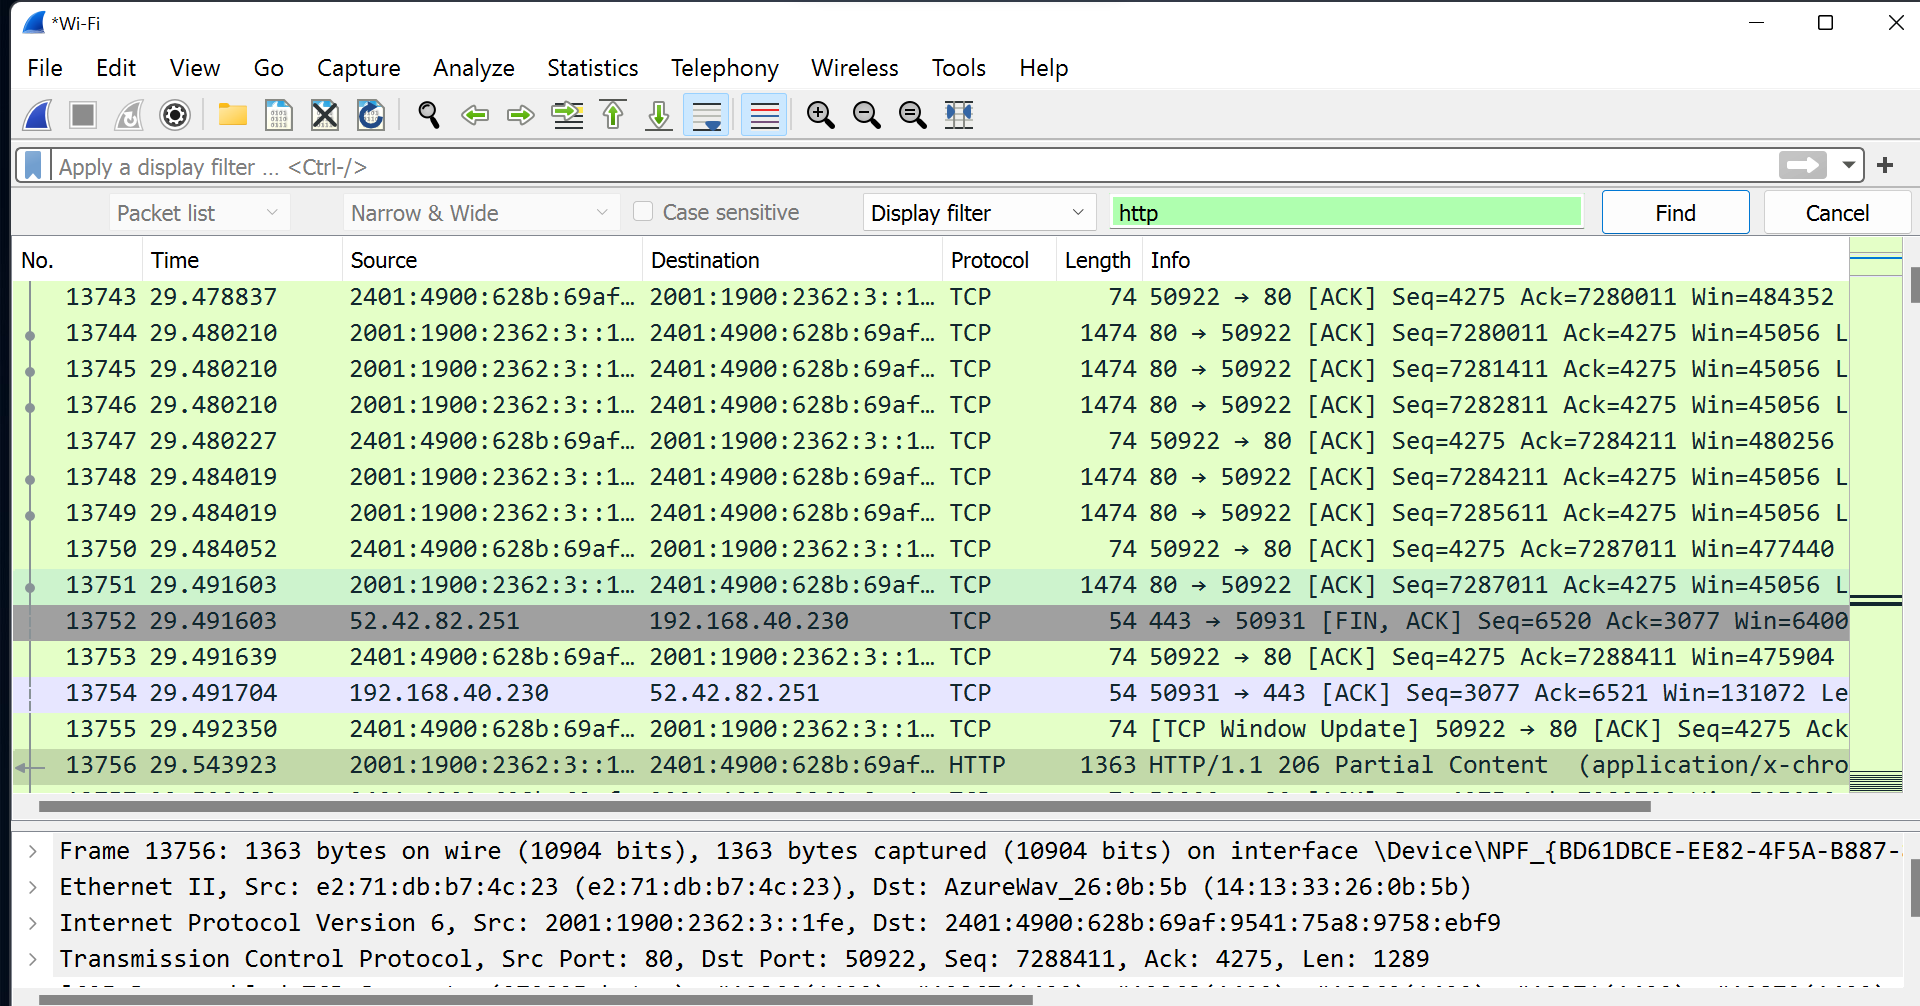 *Wi-Fi
File Edit View Go Capture Analyze Statistics Telephony Wireless Tools Help
Apply a display filter ... <Ctrl-/>
Packet list Narrow & Wide Case sensitive Display filter http Find Cancel
No. Time Source Destination Protocol Length Info
13743 29.478837 2401:4900:628b:69af… 2001:1900:2362:3::1… TCP 74 50922 → 80 [ACK] Seq=4275 Ack=7280011 Win=484352
13744 29.480210 2001:1900:2362:3::1… 2401:4900:628b:69af… TCP 1474 80 → 50922 [ACK] Seq=7280011 Ack=4275 Win=45056 L
13745 29.480210 2001:1900:2362:3::1… 2401:4900:628b:69af… TCP 1474 80 → 50922 [ACK] Seq=7281411 Ack=4275 Win=45056 L
13746 29.480210 2001:1900:2362:3::1… 2401:4900:628b:69af… TCP 1474 80 → 50922 [ACK] Seq=7282811 Ack=4275 Win=45056 L
13747 29.480227 2401:4900:628b:69af… 2001:1900:2362:3::1… TCP 74 50922 → 80 [ACK] Seq=4275 Ack=7284211 Win=480256
13748 29.484019 2001:1900:2362:3::1… 2401:4900:628b:69af… TCP 1474 80 → 50922 [ACK] Seq=7284211 Ack=4275 Win=45056 L
13749 29.484019 2001:1900:2362:3::1… 2401:4900:628b:69af… TCP 1474 80 → 50922 [ACK] Seq=7285611 Ack=4275 Win=45056 L
13750 29.484052 2401:4900:628b:69af… 2001:1900:2362:3::1… TCP 74 50922 → 80 [ACK] Seq=4275 Ack=7287011 Win=477440
13751 29.491603 2001:1900:2362:3::1… 2401:4900:628b:69af… TCP 1474 80 → 50922 [ACK] Seq=7287011 Ack=4275 Win=45056 L
13752 29.491603 52.42.82.251 192.168.40.230 TCP 54 443 → 50931 [FIN, ACK] Seq=6520 Ack=3077 Win=6400
13753 29.491639 2401:4900:628b:69af… 2001:1900:2362:3::1… TCP 74 50922 → 80 [ACK] Seq=4275 Ack=7288411 Win=475904
13754 29.491704 192.168.40.230 52.42.82.251 TCP 54 50931 → 443 [ACK] Seq=3077 Ack=6521 Win=131072 Le
13755 29.492350 2401:4900:628b:69af… 2001:1900:2362:3::1… TCP 74 [TCP Window Update] 50922 → 80 [ACK] Seq=4275 Ack
13756 29.543923 2001:1900:2362:3::1… 2401:4900:628b:69af… HTTP 1363 HTTP/1.1 206 Partial Content (application/x-chro
Frame 13756: 1363 bytes on wire (10904 bits), 1363 bytes captured (10904 bits) on interface \Device\NPF_{BD61DBCE-EE82-4F5A-B887-
Ethernet II, Src: e2:71:db:b7:4c:23 (e2:71:db:b7:4c:23), Dst: AzureWav_26:0b:5b (14:13:33:26:0b:5b)
Internet Protocol Version 6, Src: 2001:1900:2362:3::1fe, Dst: 2401:4900:628b:69af:9541:75a8:9758:ebf9
Transmission Control Protocol, Src Port: 80, Dst Port: 50922, Seq: 7288411, Ack: 4275, Len: 1289